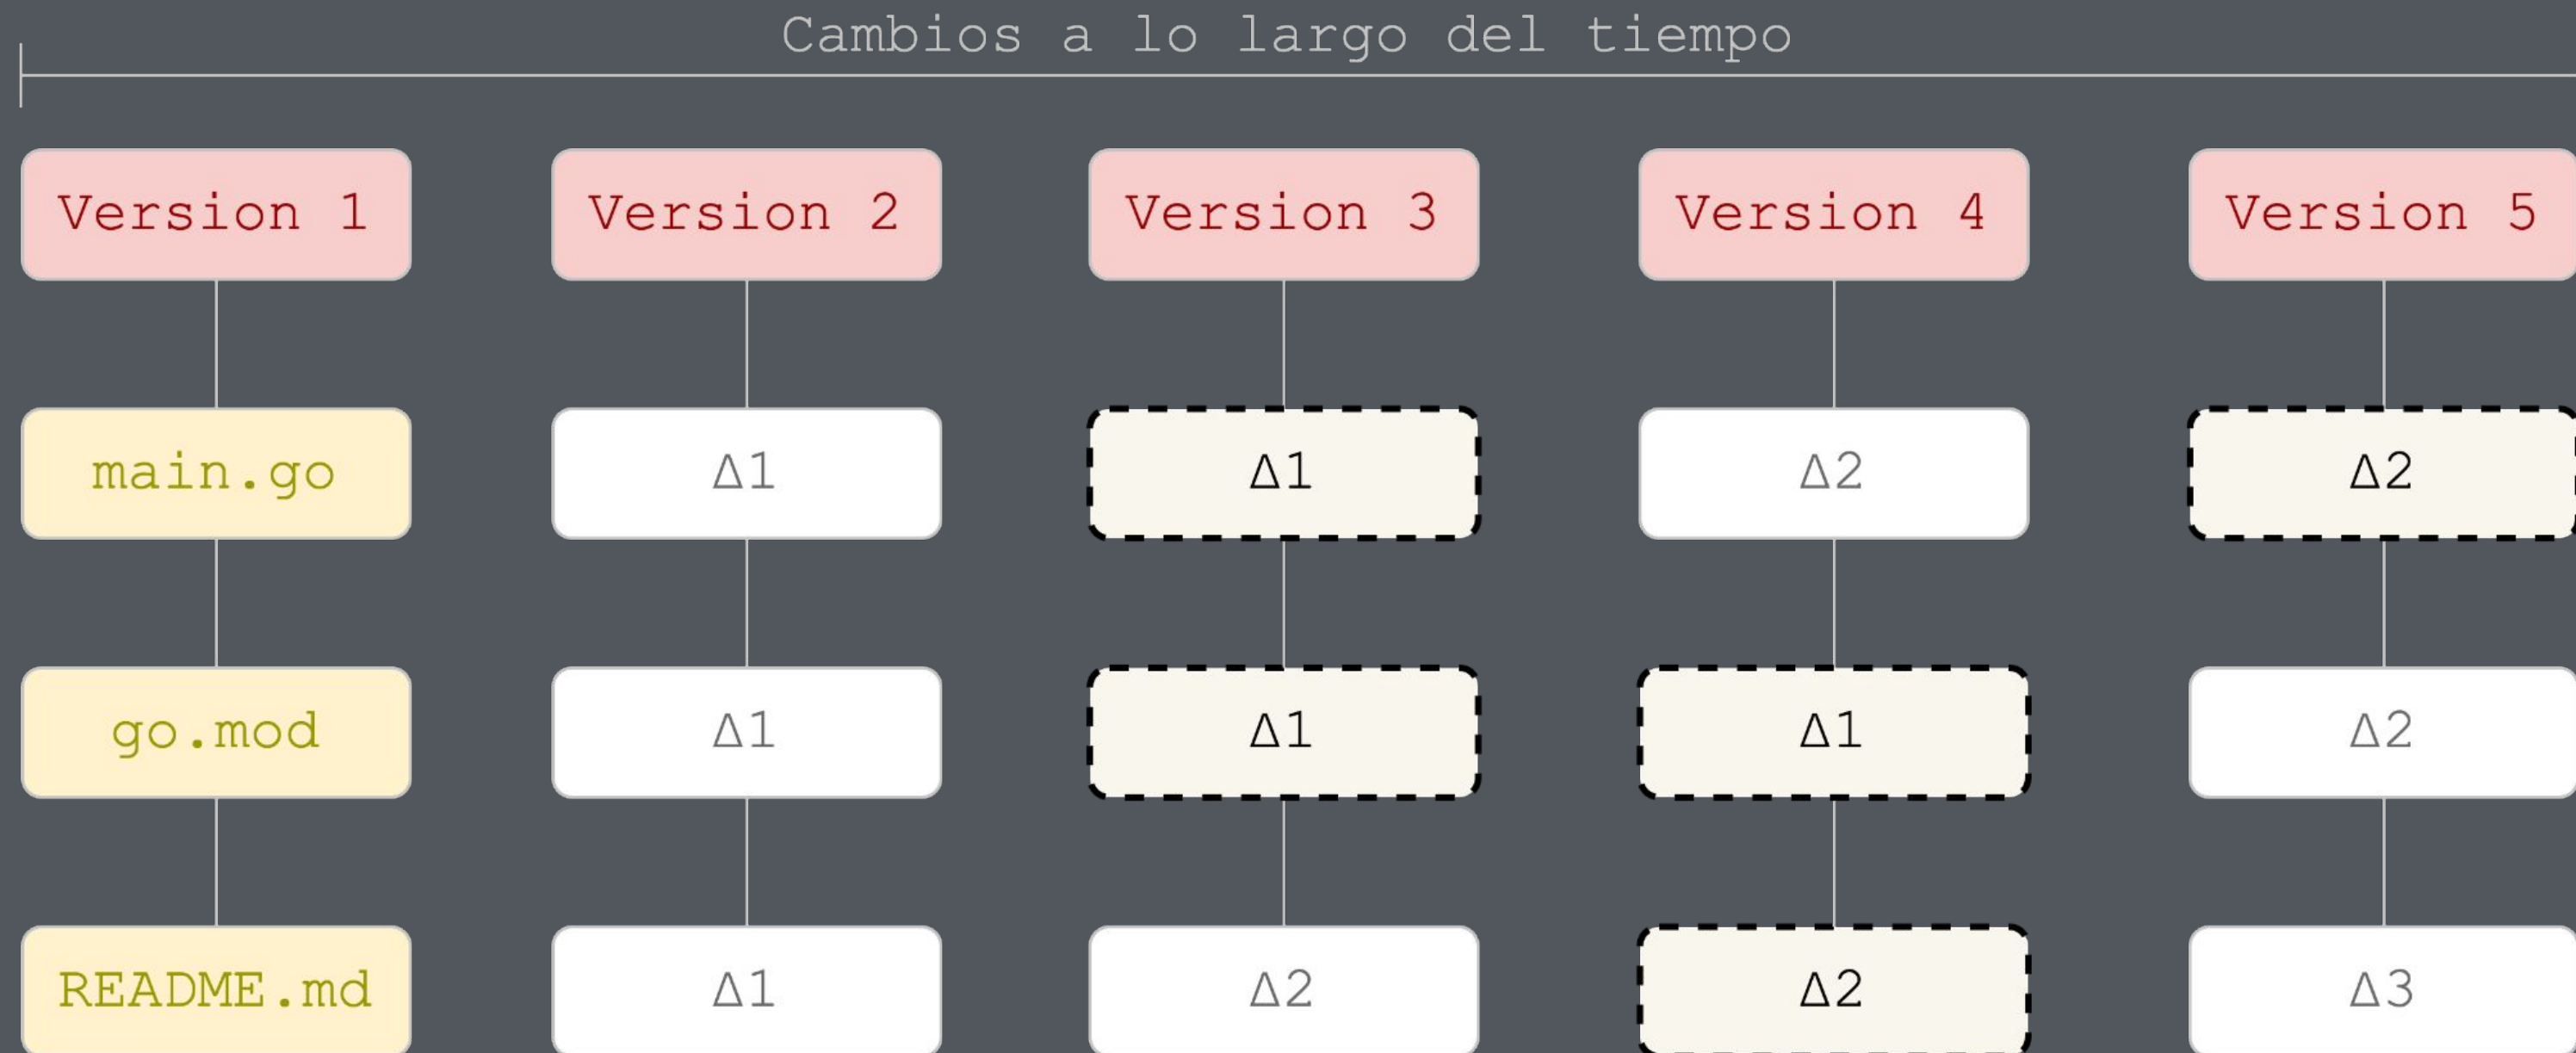 Cambios a lo largo del tiempo
Version 1 Version 2 Version 3 Version 4 Version 5
main.go Δ1 Δ1 Δ2 Δ2
go.mod Δ1 Δ1 Δ1 Δ2
README.md Δ1 Δ2 Δ2 Δ3